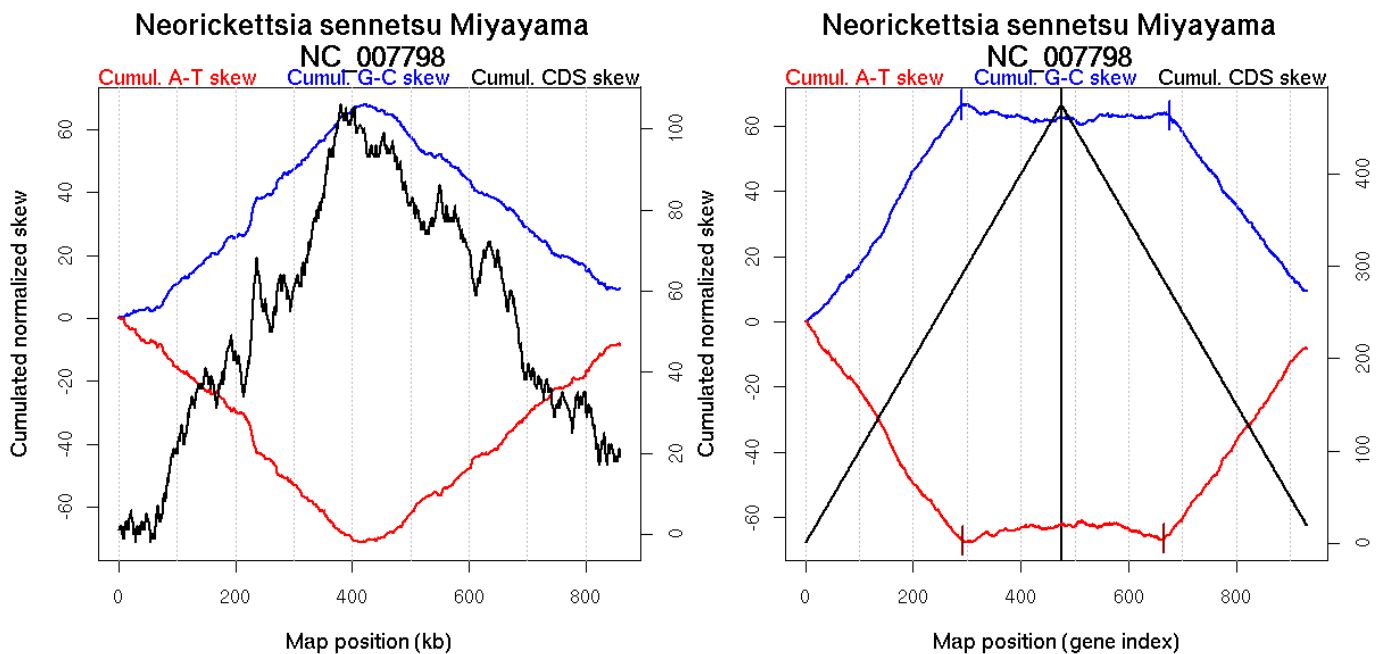 Neorickettsia sennetsu Miyayama
NC_007798
Cumul. A-T skew Cumul. G-C skew Cumul. CDS skew
Cumulated normalized skew
60
40
20
0
-20
-40
-60
100
80
60
40
20
0
0 200 400 600 800
Map position (kb)
Neorickettsia sennetsu Miyayama
NC_007798
Cumul. A-T skew Cumul. G-C skew Cumul. CDS skew
Cumulated normalized skew
60
40
20
0
-20
-40
-60
400
300
200
100
0
0 200 400 600 800
Map position (gene index)